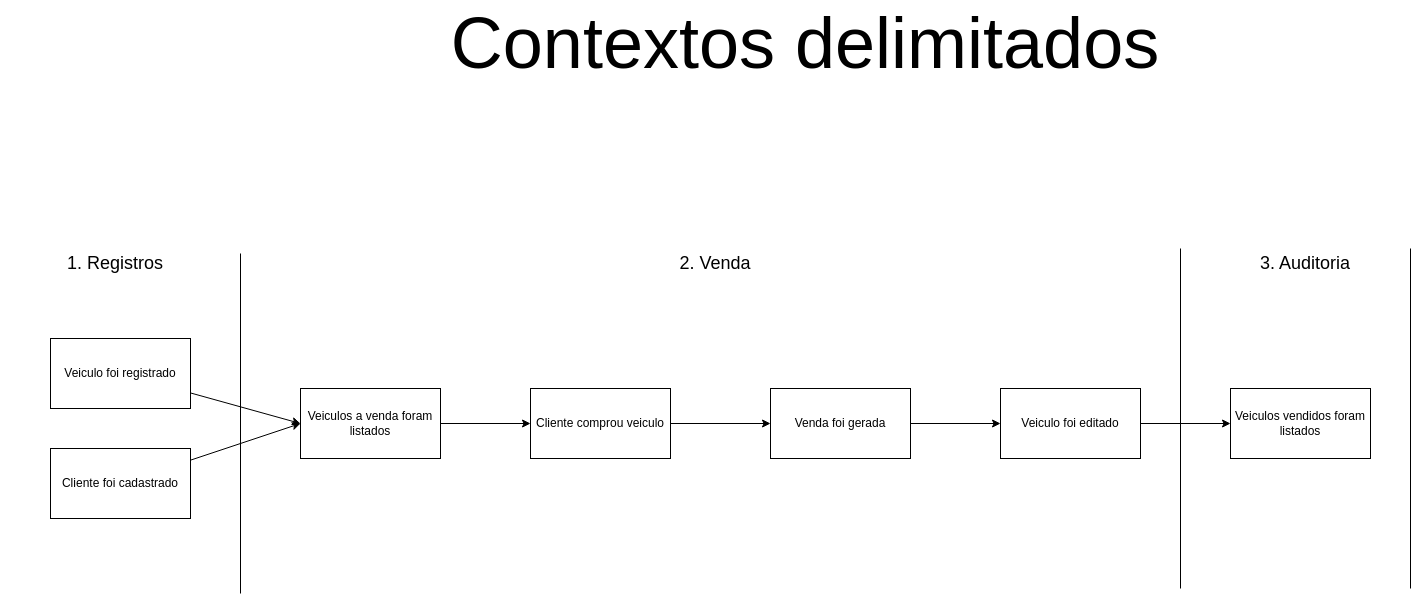 Contextos delimitados
1. Registros
2. Venda
3. Auditoria
Veiculo foi registrado
Cliente foi cadastrado
Veiculos a venda foram
listados
Cliente comprou veiculo
Venda foi gerada
Veiculo foi editado
Veiculos vendidos foram
listados